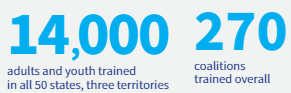 14,000
adults and youth trained
in all 50 states, three territories
270
coalitions
trained overall